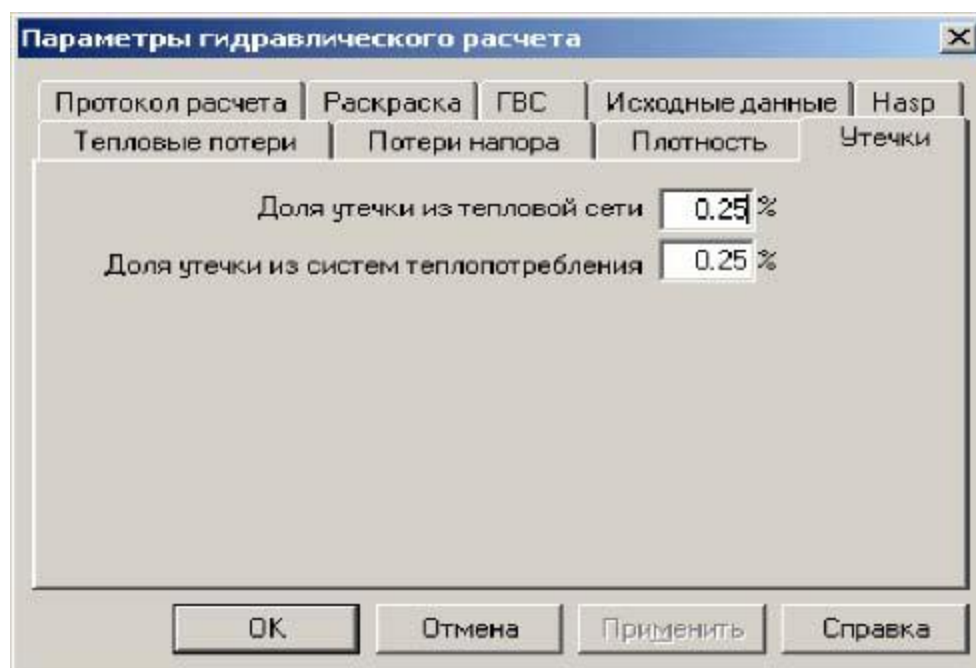 Параметры гидравлического расчета
Протокол расчета Раскраска ГВС Исходные данные Hasp
Тепловые потери Потери напора Плотность Утечки
Доля утечки из тепловой сети 0.25 %
Доля утечки из систем теплопотребления 0.25 %
OK Отмена Применить Справка